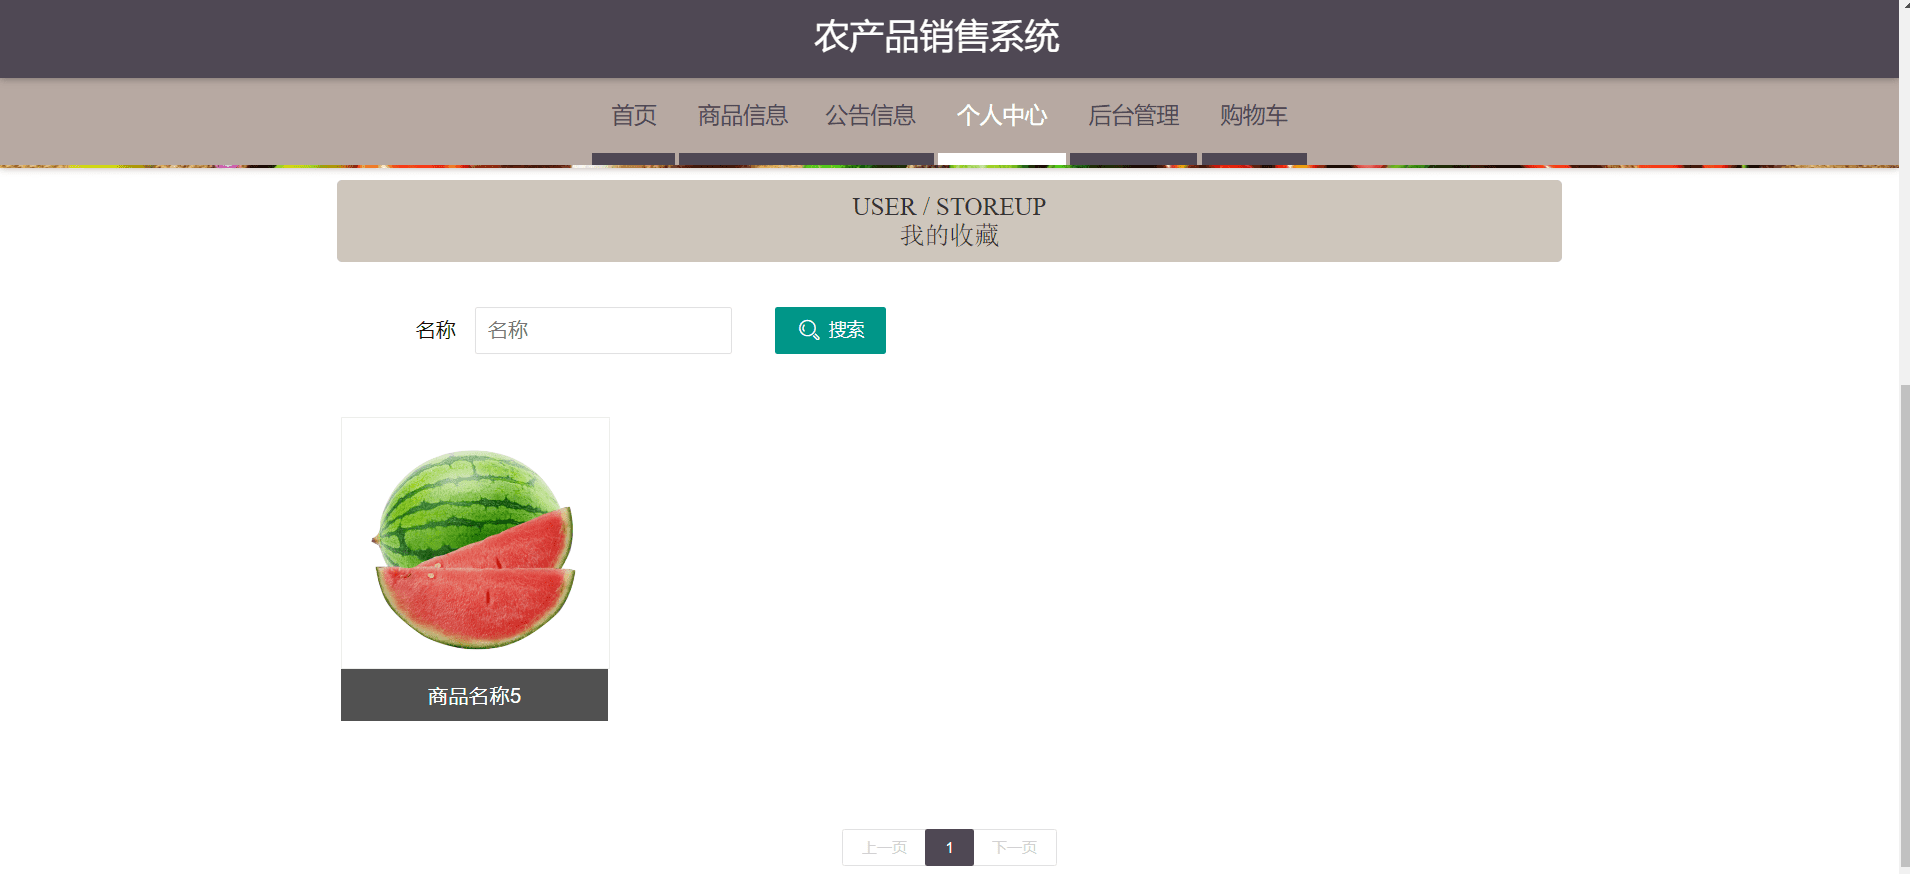 农产品销售系统
首页 商品信息 公告信息 个人中心 后台管理 购物车
USER / STOREUP
我的收藏
名称 名称 搜索
商品名称5
上一页 1 下一页